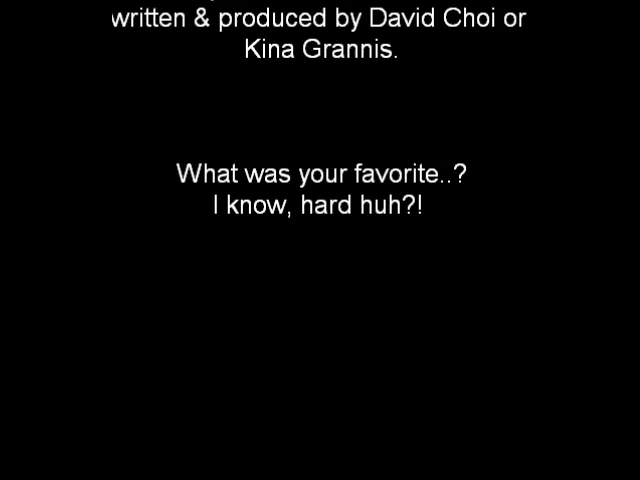 written & produced by David Choi or
Kina Grannis.
What was your favorite..?
I know, hard huh?!